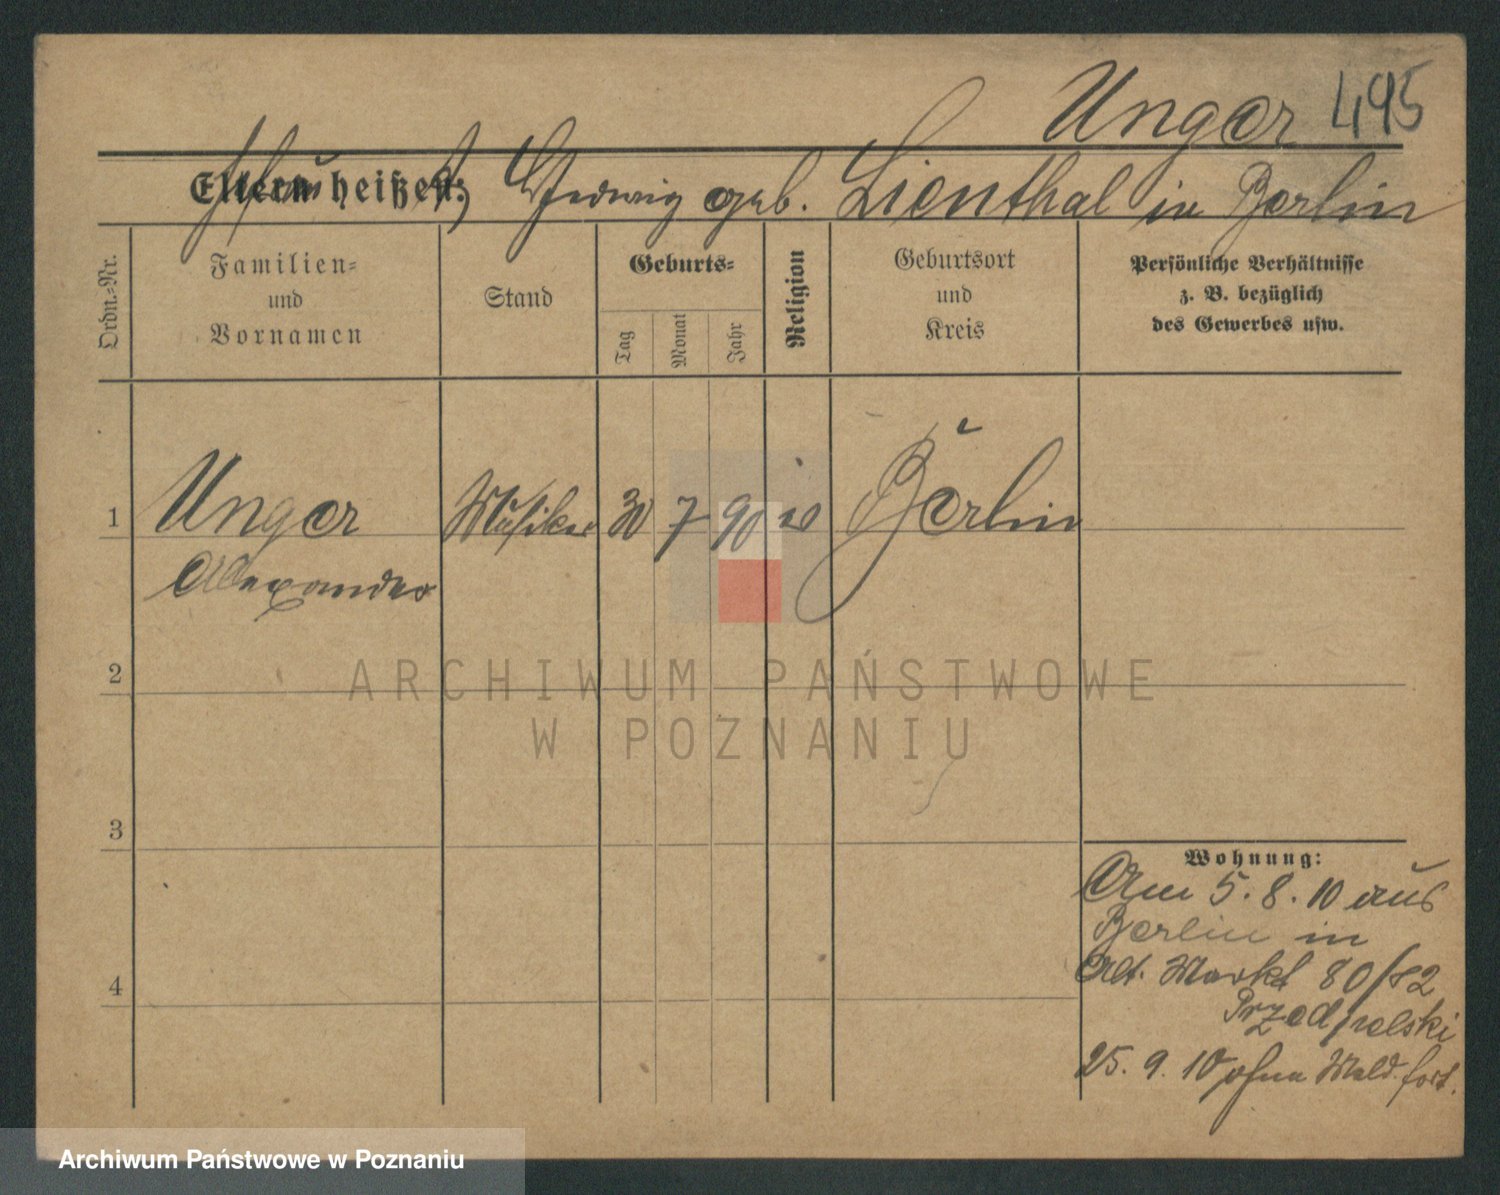 Unger 495
Eltern heißen: Hedwig geb. Lienthal in Berlin
Ordn.-Nr.
Familien-
und
Vornamen
Stand
Geburts-
Tag
Monat
Jahr
Religion
Geburtsort
und
Kreis
Persönliche Verhältnisse
z. B. bezüglich
des Gewerbes usw.
1 Unger Musiker 30 7 90 Berlin
Alexander
2
3
4
Wohnung:
Am 5. 8. 10 aus
Berlin in
Alt. Markt 80/82
25. 9. 10 ohne Meld. fort.
ARCHIWUM PAŃSTWOWE
W POZNANIU
Archiwum Państwowe w Poznaniu